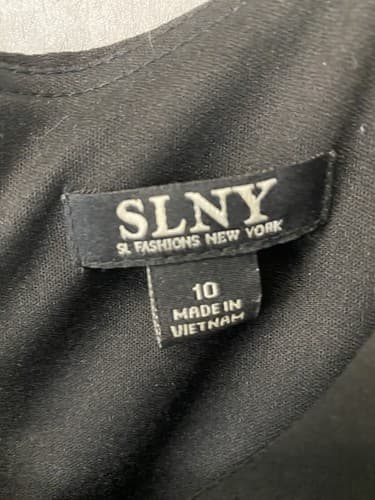 SLNY
SL FASHIONS NEW YORK
10
MADE IN
VIETNAM